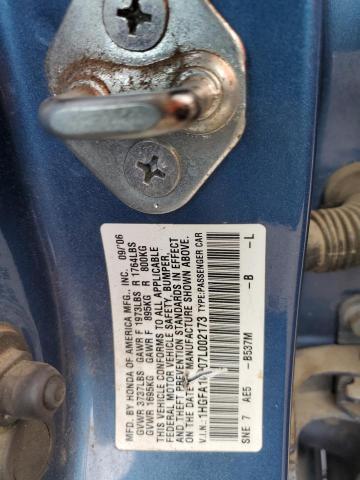 MFD. BY HONDA OF AMERICA MFG., INC. 09/'06
GVWR 3737LBS GAWR F 1973LBS R 1764LBS
GVWR 1695KG GAWR F 895KG R 800KG
THIS VEHICLE CONFORMS TO ALL APPLICABLE
FEDERAL MOTOR VEHICLE SAFETY, BUMPER,
AND THEFT PREVENTION STANDARDS IN EFFECT
ON THE DATE OF MANUFACTURE SHOWN ABOVE.
V.I.N.: TYPE:PASSENGER CAR
SNE 7 AE5 -B537M -B -L